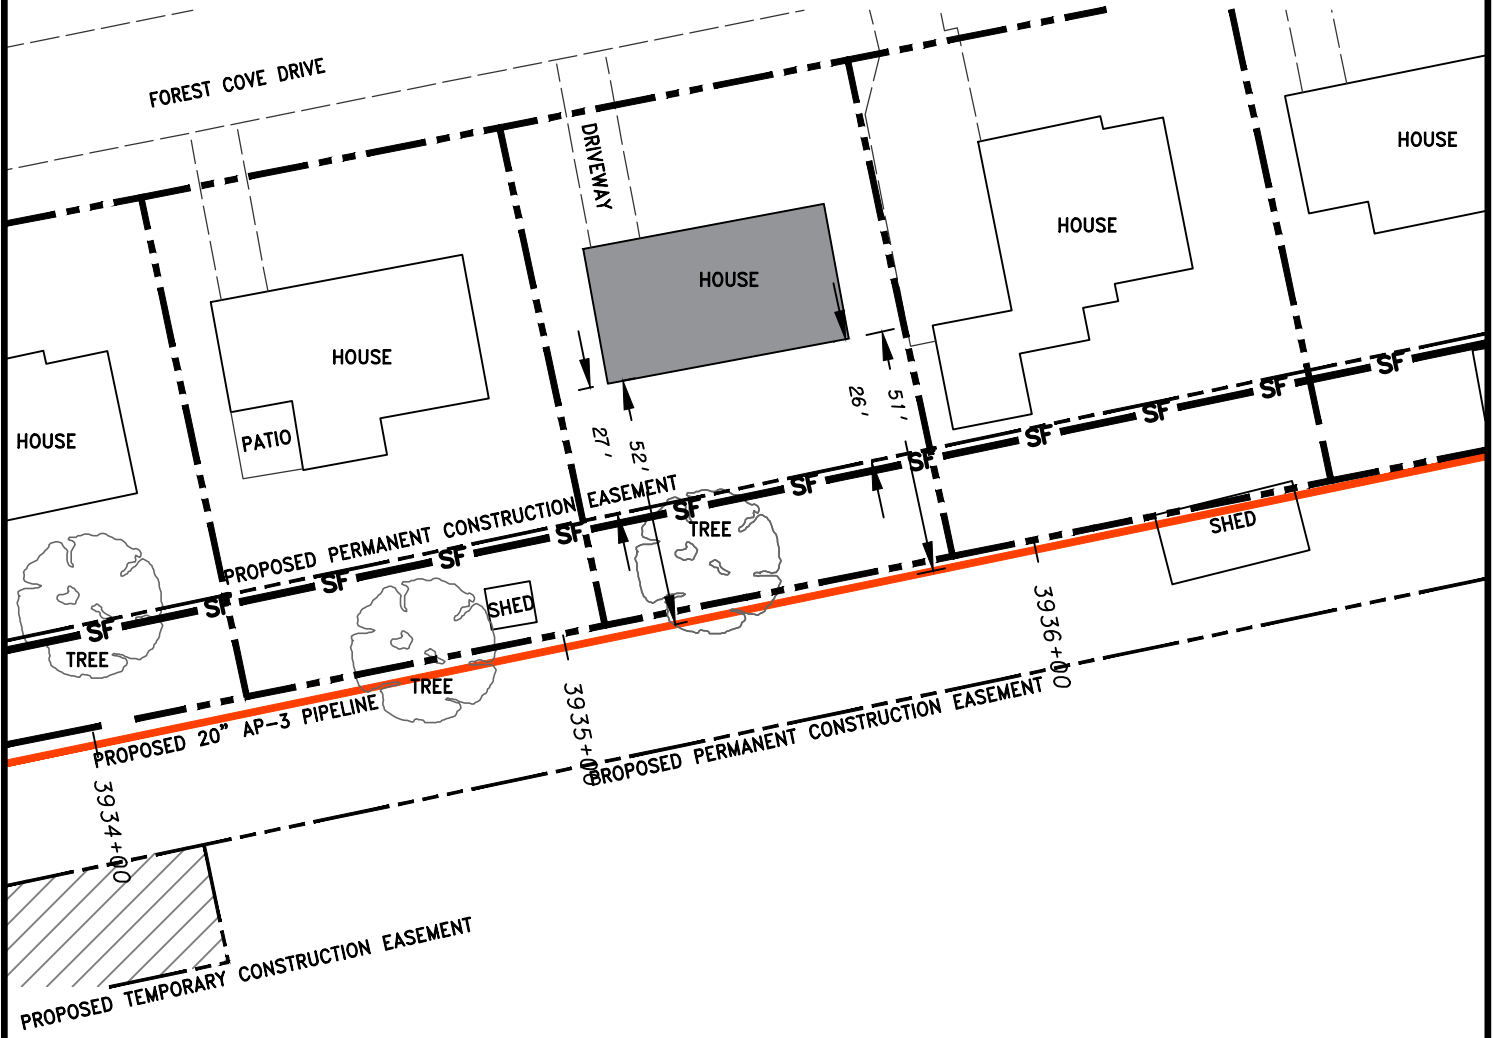 FOREST COVE DRIVE
DRIVEWAY
HOUSE
HOUSE
HOUSE
HOUSE
HOUSE
PATIO
27'
52'
26'
51'
SF
SF
SF
SF
SF
SF
SF
SF
SF
SF
SF
SF
PROPOSED PERMANENT CONSTRUCTION EASEMENT
TREE
SHED
SHED
TREE
TREE
PROPOSED 20" AP-3 PIPELINE
3934+00
3935+00
3936+00
PROPOSED PERMANENT CONSTRUCTION EASEMENT
PROPOSED TEMPORARY CONSTRUCTION EASEMENT